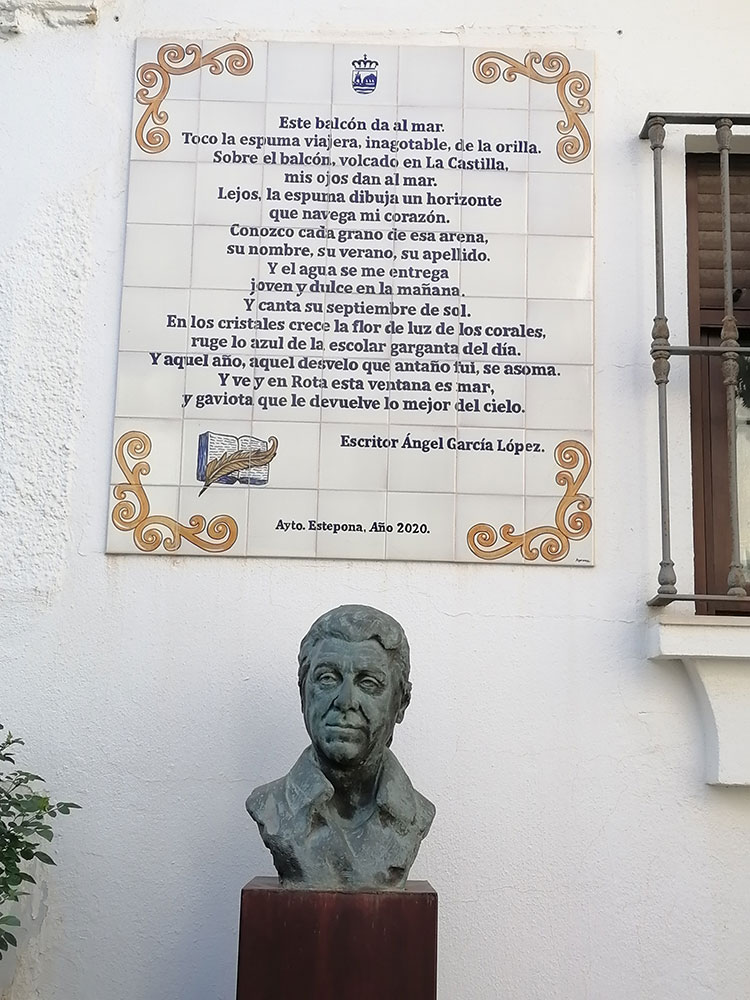 Este balcón da al mar.
Toco la espuma viajera, inagotable, de la orilla.
Sobre el balcón, volcado en La Castilla,
mis ojos dan al mar.
Lejos, la espuma dibuja un horizonte
que navega mi corazón.
Conozco cada grano de esa arena,
su nombre, su verano, su apellido.
Y el agua se me entrega
joven y dulce en la mañana.
Y canta su septiembre de sol.
En los cristales crece la flor de luz de los corales,
ruge lo azul de la escolar garganta del día.
Y aquel año, aquel desvelo que antaño fui, se asoma.
Y ve y en Rota esta ventana es mar,
y gaviota que le devuelve lo mejor del cielo.
Escritor Ángel García López.
Ayto. Estepona, Año 2020.